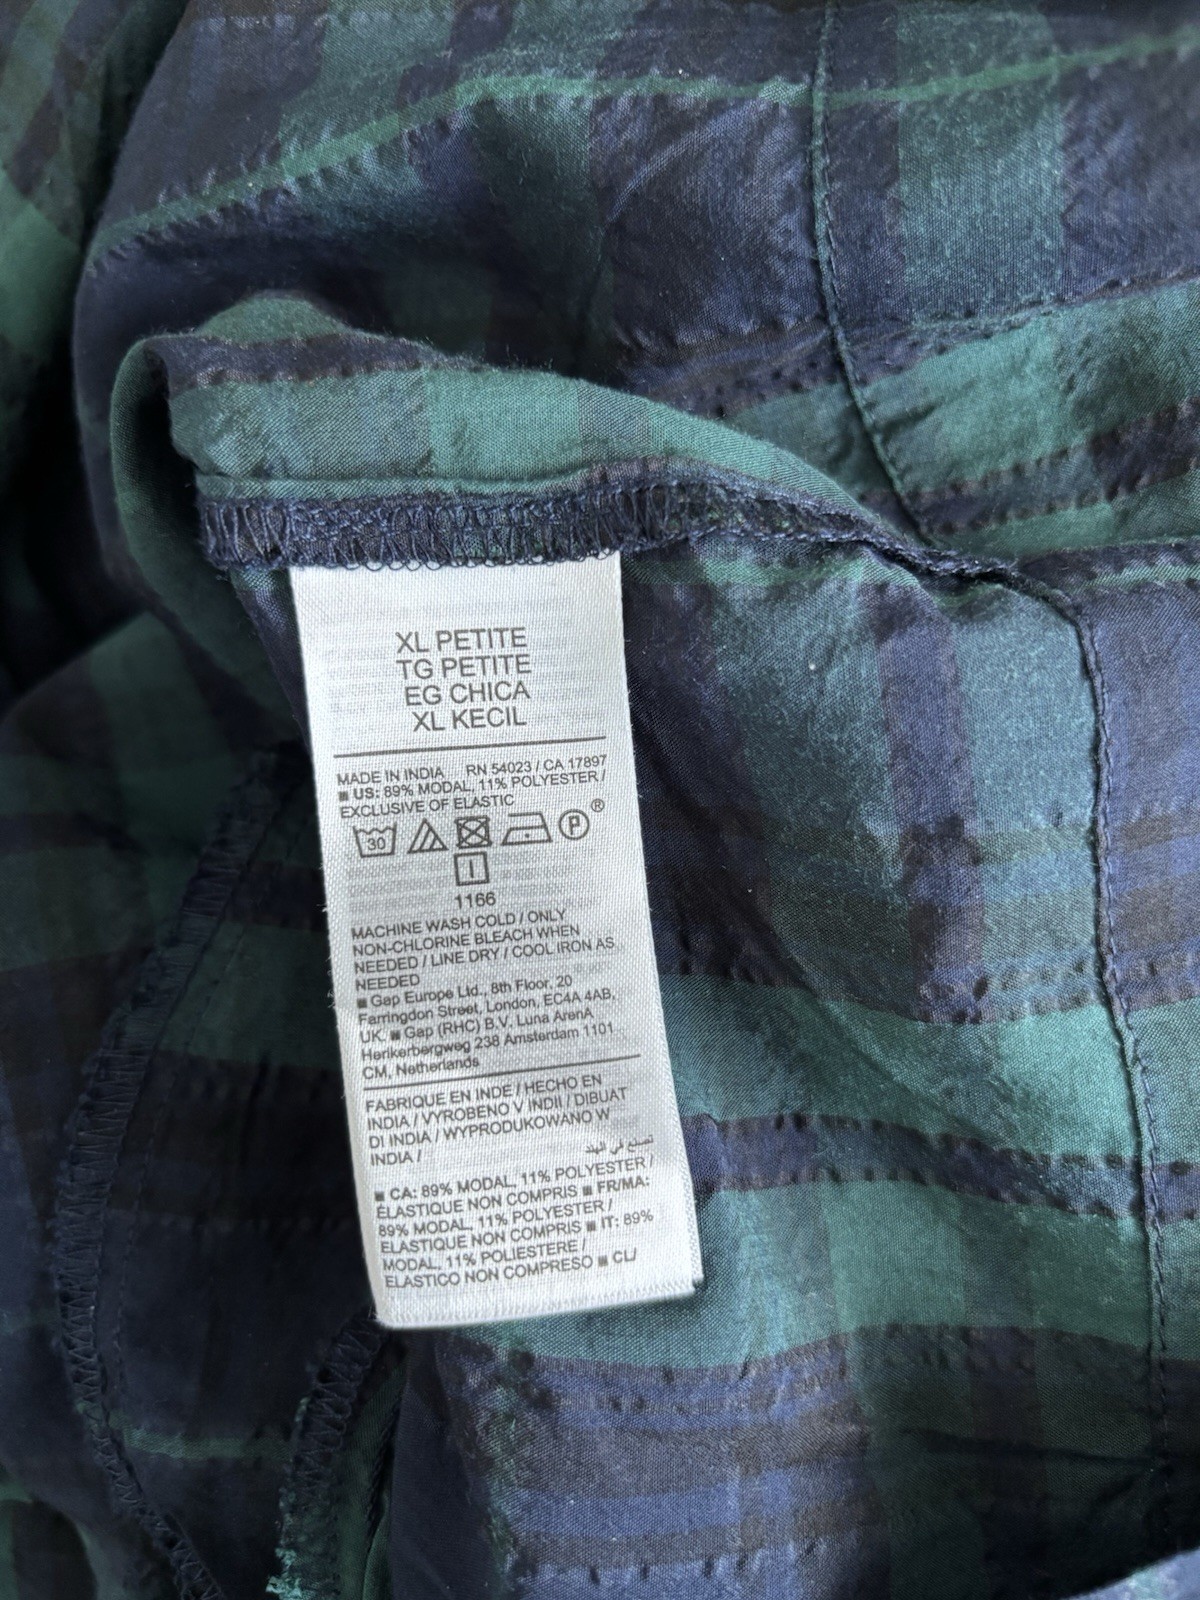 XL PETITE
TG PETITE
EG CHICA
XL KECIL
MADE IN INDIA RN 54023 / CA 17897
■ US: 89% MODAL, 11% POLYESTER /
EXCLUSIVE OF ELASTIC
30 P ®
1166
MACHINE WASH COLD / ONLY
NON-CHLORINE BLEACH WHEN
NEEDED / LINE DRY / COOL IRON AS
NEEDED
■ Gap Europe Ltd., 8th Floor, 20
Farringdon Street, London, EC4A 4AB,
UK. ■ Gap (RHC) B.V. Luna ArenA
Herikerbergweg 238 Amsterdam 1101
CM, Netherlands
FABRIQUE EN INDE / HECHO EN
INDIA / VYROBENO V INDII / DIBUAT
DI INDIA / WYPRODUKOWANO W
INDIA /
تصنع في الهند
■ CA: 89% MODAL, 11% POLYESTER /
ÉLASTIQUE NON COMPRIS ■ FR/MA:
89% MODAL, 11% POLYESTER /
ELASTIQUE NON COMPRIS ■ IT: 89%
MODAL, 11% POLIESTERE /
ELASTICO NON COMPRESO ■ CL/